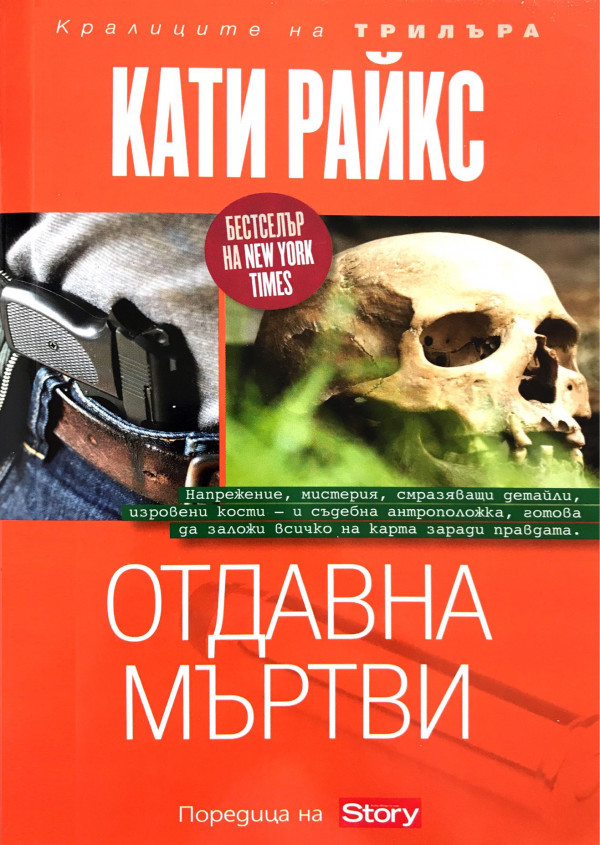 Кралиците на ТРИЛЪРА
КАТИ РАЙКС
БЕСТСЕЛЪР
НА NEW YORK
TIMES
Напрежение, мистерия, смразяващи детайли,
изровени кости – и съдебна антроположка, готова
да заложи всичко на карта заради правдата.
ОТДАВНА
МЪРТВИ
Поредица на Story